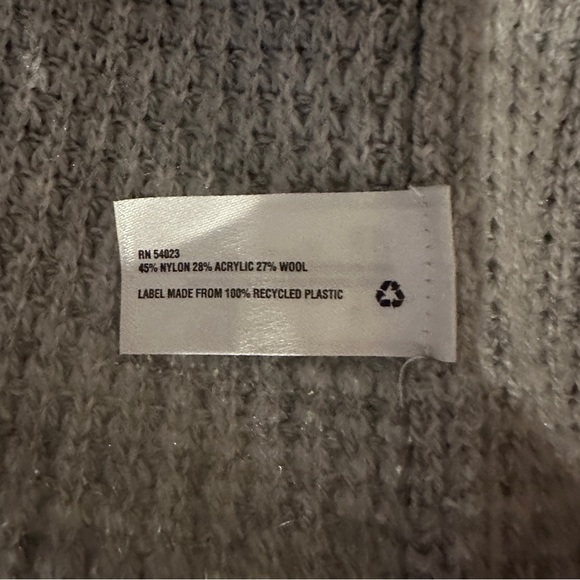 RN 54023
45% NYLON 28% ACRYLIC 27% WOOL
LABEL MADE FROM 100% RECYCLED PLASTIC